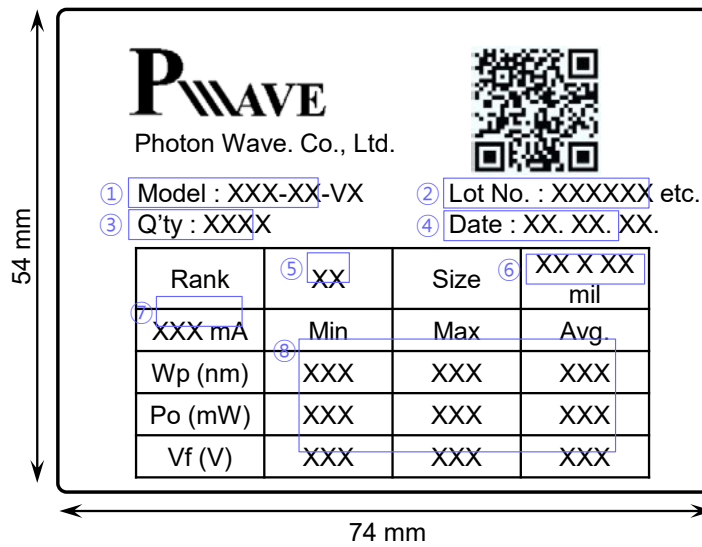 PWAVE
Photon Wave. Co., Ltd.
① Model : XXX-XX-VX ② Lot No. : XXXXXX etc.
③ Q'ty : XXXX ④ Date : XX. XX. XX.
Rank ⑤ XX Size ⑥ XX X XX mil
⑦ XXX mA Min Max Avg.
⑧
Wp (nm) XXX XXX XXX
Po (mW) XXX XXX XXX
Vf (V) XXX XXX XXX
54 mm
74 mm